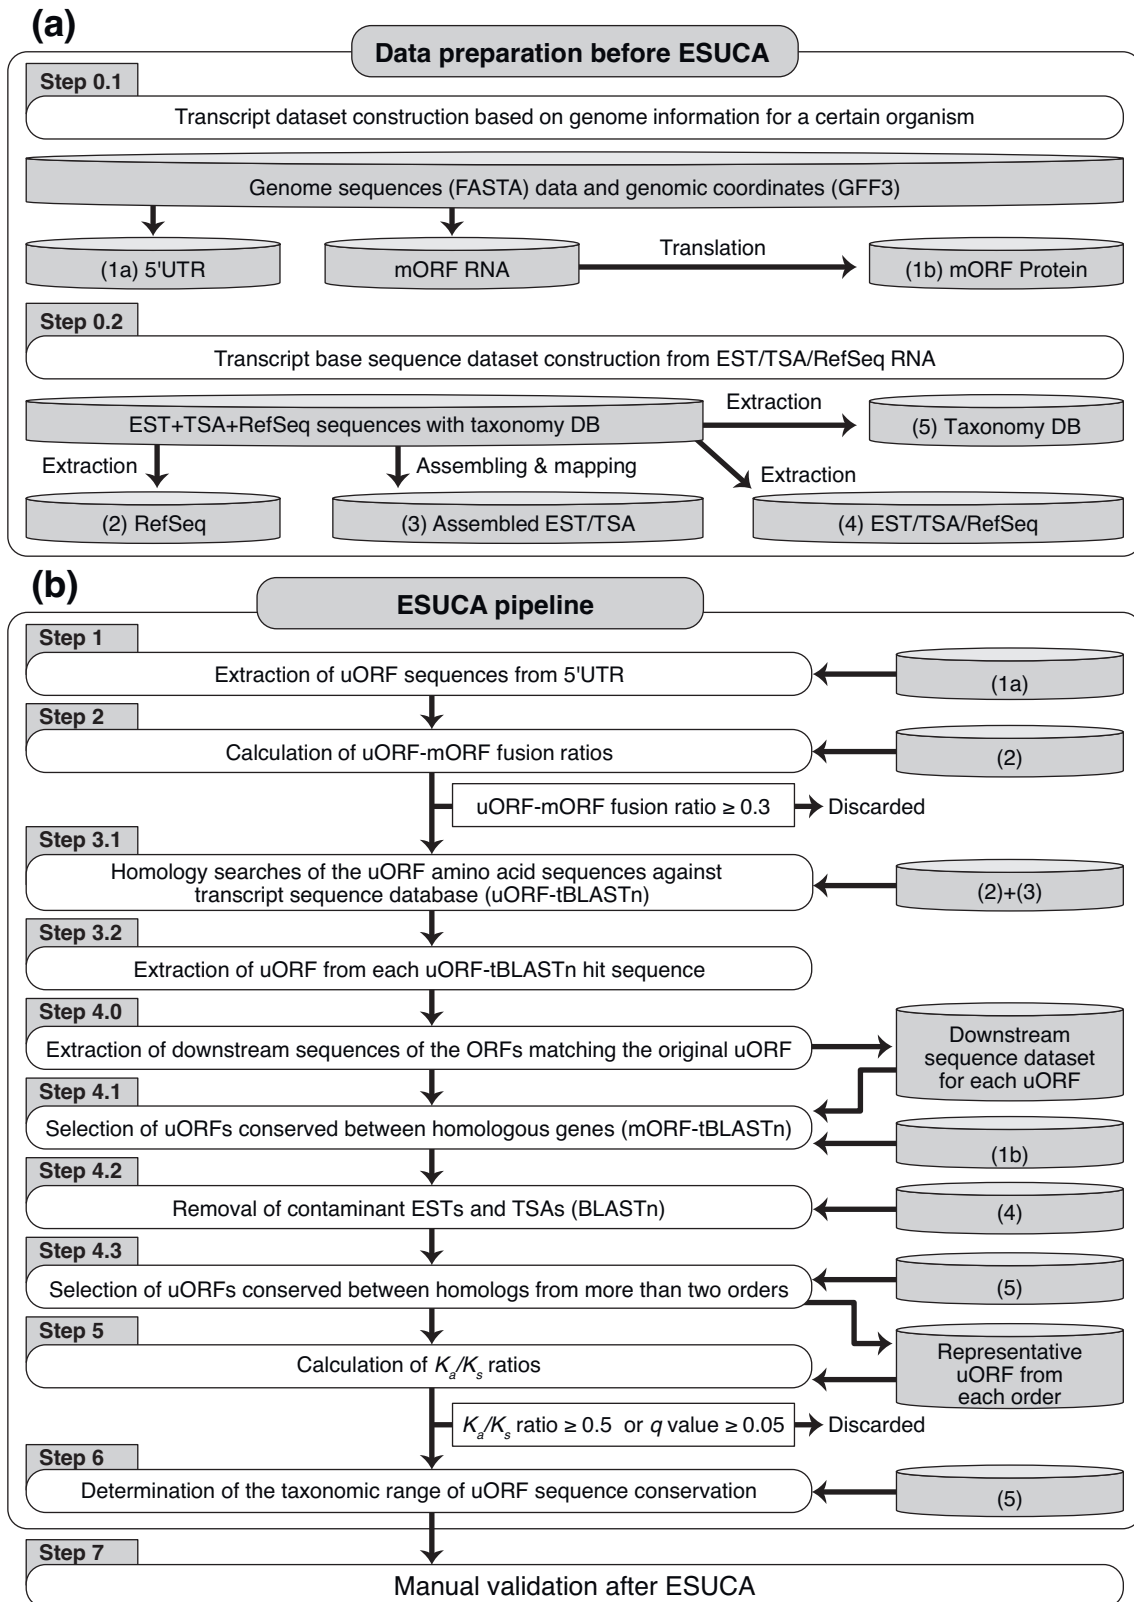 (a)
Data preparation before ESUCA
Step 0.1
Transcript dataset construction based on genome information for a certain organism
Genome sequences (FASTA) data and genomic coordinates (GFF3)
(1a) 5'UTR
mORF RNA
Translation
(1b) mORF Protein
Step 0.2
Transcript base sequence dataset construction from EST/TSA/RefSeq RNA
EST+TSA+RefSeq sequences with taxonomy DB
Extraction
(5) Taxonomy DB
Extraction
Assembling & mapping
Extraction
(2) RefSeq
(3) Assembled EST/TSA
(4) EST/TSA/RefSeq
(b)
ESUCA pipeline
Step 1
Extraction of uORF sequences from 5'UTR
(1a)
Step 2
Calculation of uORF-mORF fusion ratios
(2)
uORF-mORF fusion ratio ≥ 0.3
Discarded
Step 3.1
Homology searches of the uORF amino acid sequences against
transcript sequence database (uORF-tBLASTn)
(2)+(3)
Step 3.2
Extraction of uORF from each uORF-tBLASTn hit sequence
Step 4.0
Extraction of downstream sequences of the ORFs matching the original uORF
Downstream
sequence dataset
for each uORF
Step 4.1
Selection of uORFs conserved between homologous genes (mORF-tBLASTn)
(1b)
Step 4.2
Removal of contaminant ESTs and TSAs (BLASTn)
(4)
Step 4.3
Selection of uORFs conserved between homologs from more than two orders
(5)
Step 5
Calculation of Ka/Ks ratios
Representative
uORF from
each order
Ka/Ks ratio ≥ 0.5 or q value ≥ 0.05
Discarded
Step 6
Determination of the taxonomic range of uORF sequence conservation
(5)
Step 7
Manual validation after ESUCA